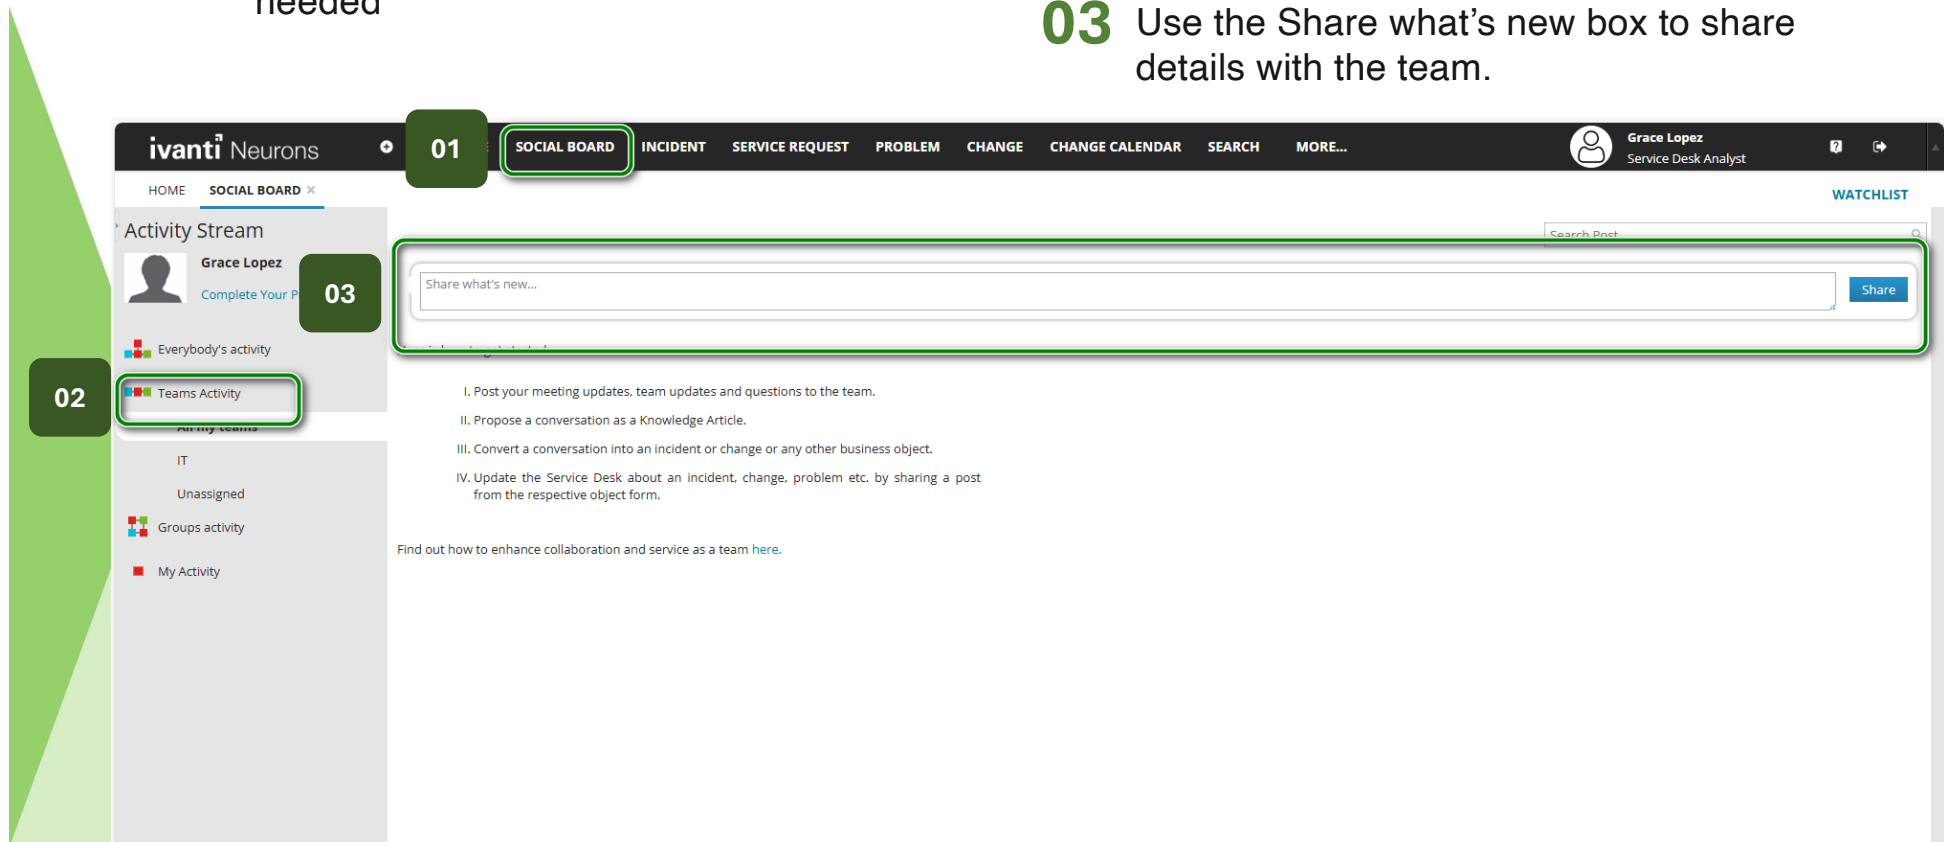 needed
03 Use the Share what's new box to share
details with the team.
ivanti Neurons
01
SOCIAL BOARD INCIDENT SERVICE REQUEST PROBLEM CHANGE CHANGE CALENDAR SEARCH MORE...
Grace Lopez
Service Desk Analyst
HOME SOCIAL BOARD
WATCHLIST
Activity Stream
Search Post
Grace Lopez
Complete Your P
03
Share what's new...
Share
Everybody's activity
02
Teams Activity
All my teams
IT
Unassigned
Groups activity
My Activity
I. Post your meeting updates, team updates and questions to the team.
II. Propose a conversation as a Knowledge Article.
III. Convert a conversation into an incident or change or any other business object.
IV. Update the Service Desk about an incident, change, problem etc. by sharing a post
from the respective object form.
Find out how to enhance collaboration and service as a team here.